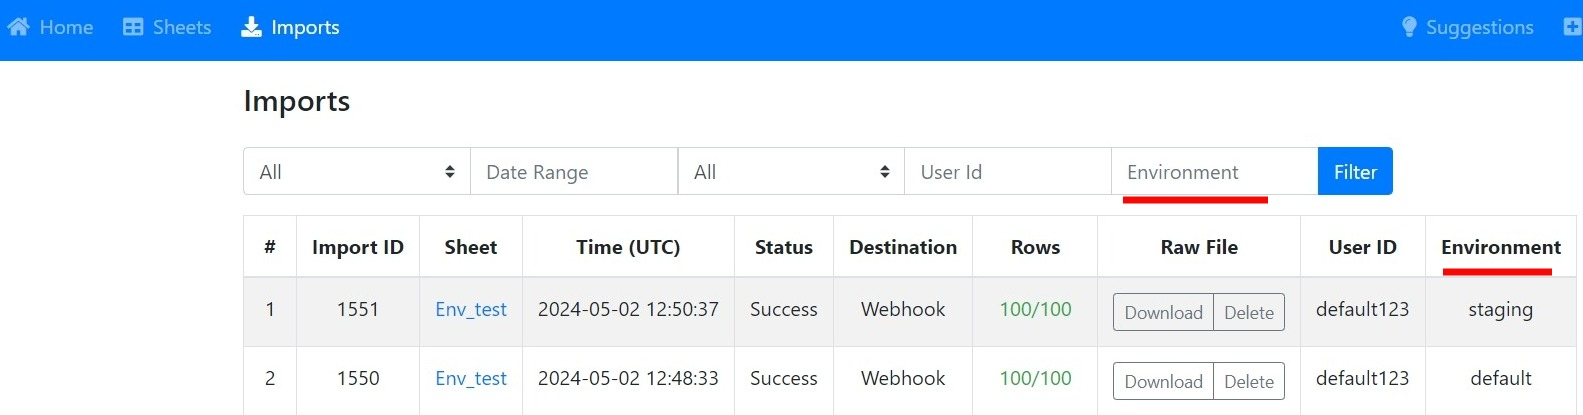 Home Sheets Imports Suggestions
Imports
All Date Range All User Id Environment Filter
# Import ID Sheet Time (UTC) Status Destination Rows Raw File User ID Environment
1 1551 Env_test 2024-05-02 12:50:37 Success Webhook 100/100 Download Delete default123 staging
2 1550 Env_test 2024-05-02 12:48:33 Success Webhook 100/100 Download Delete default123 default